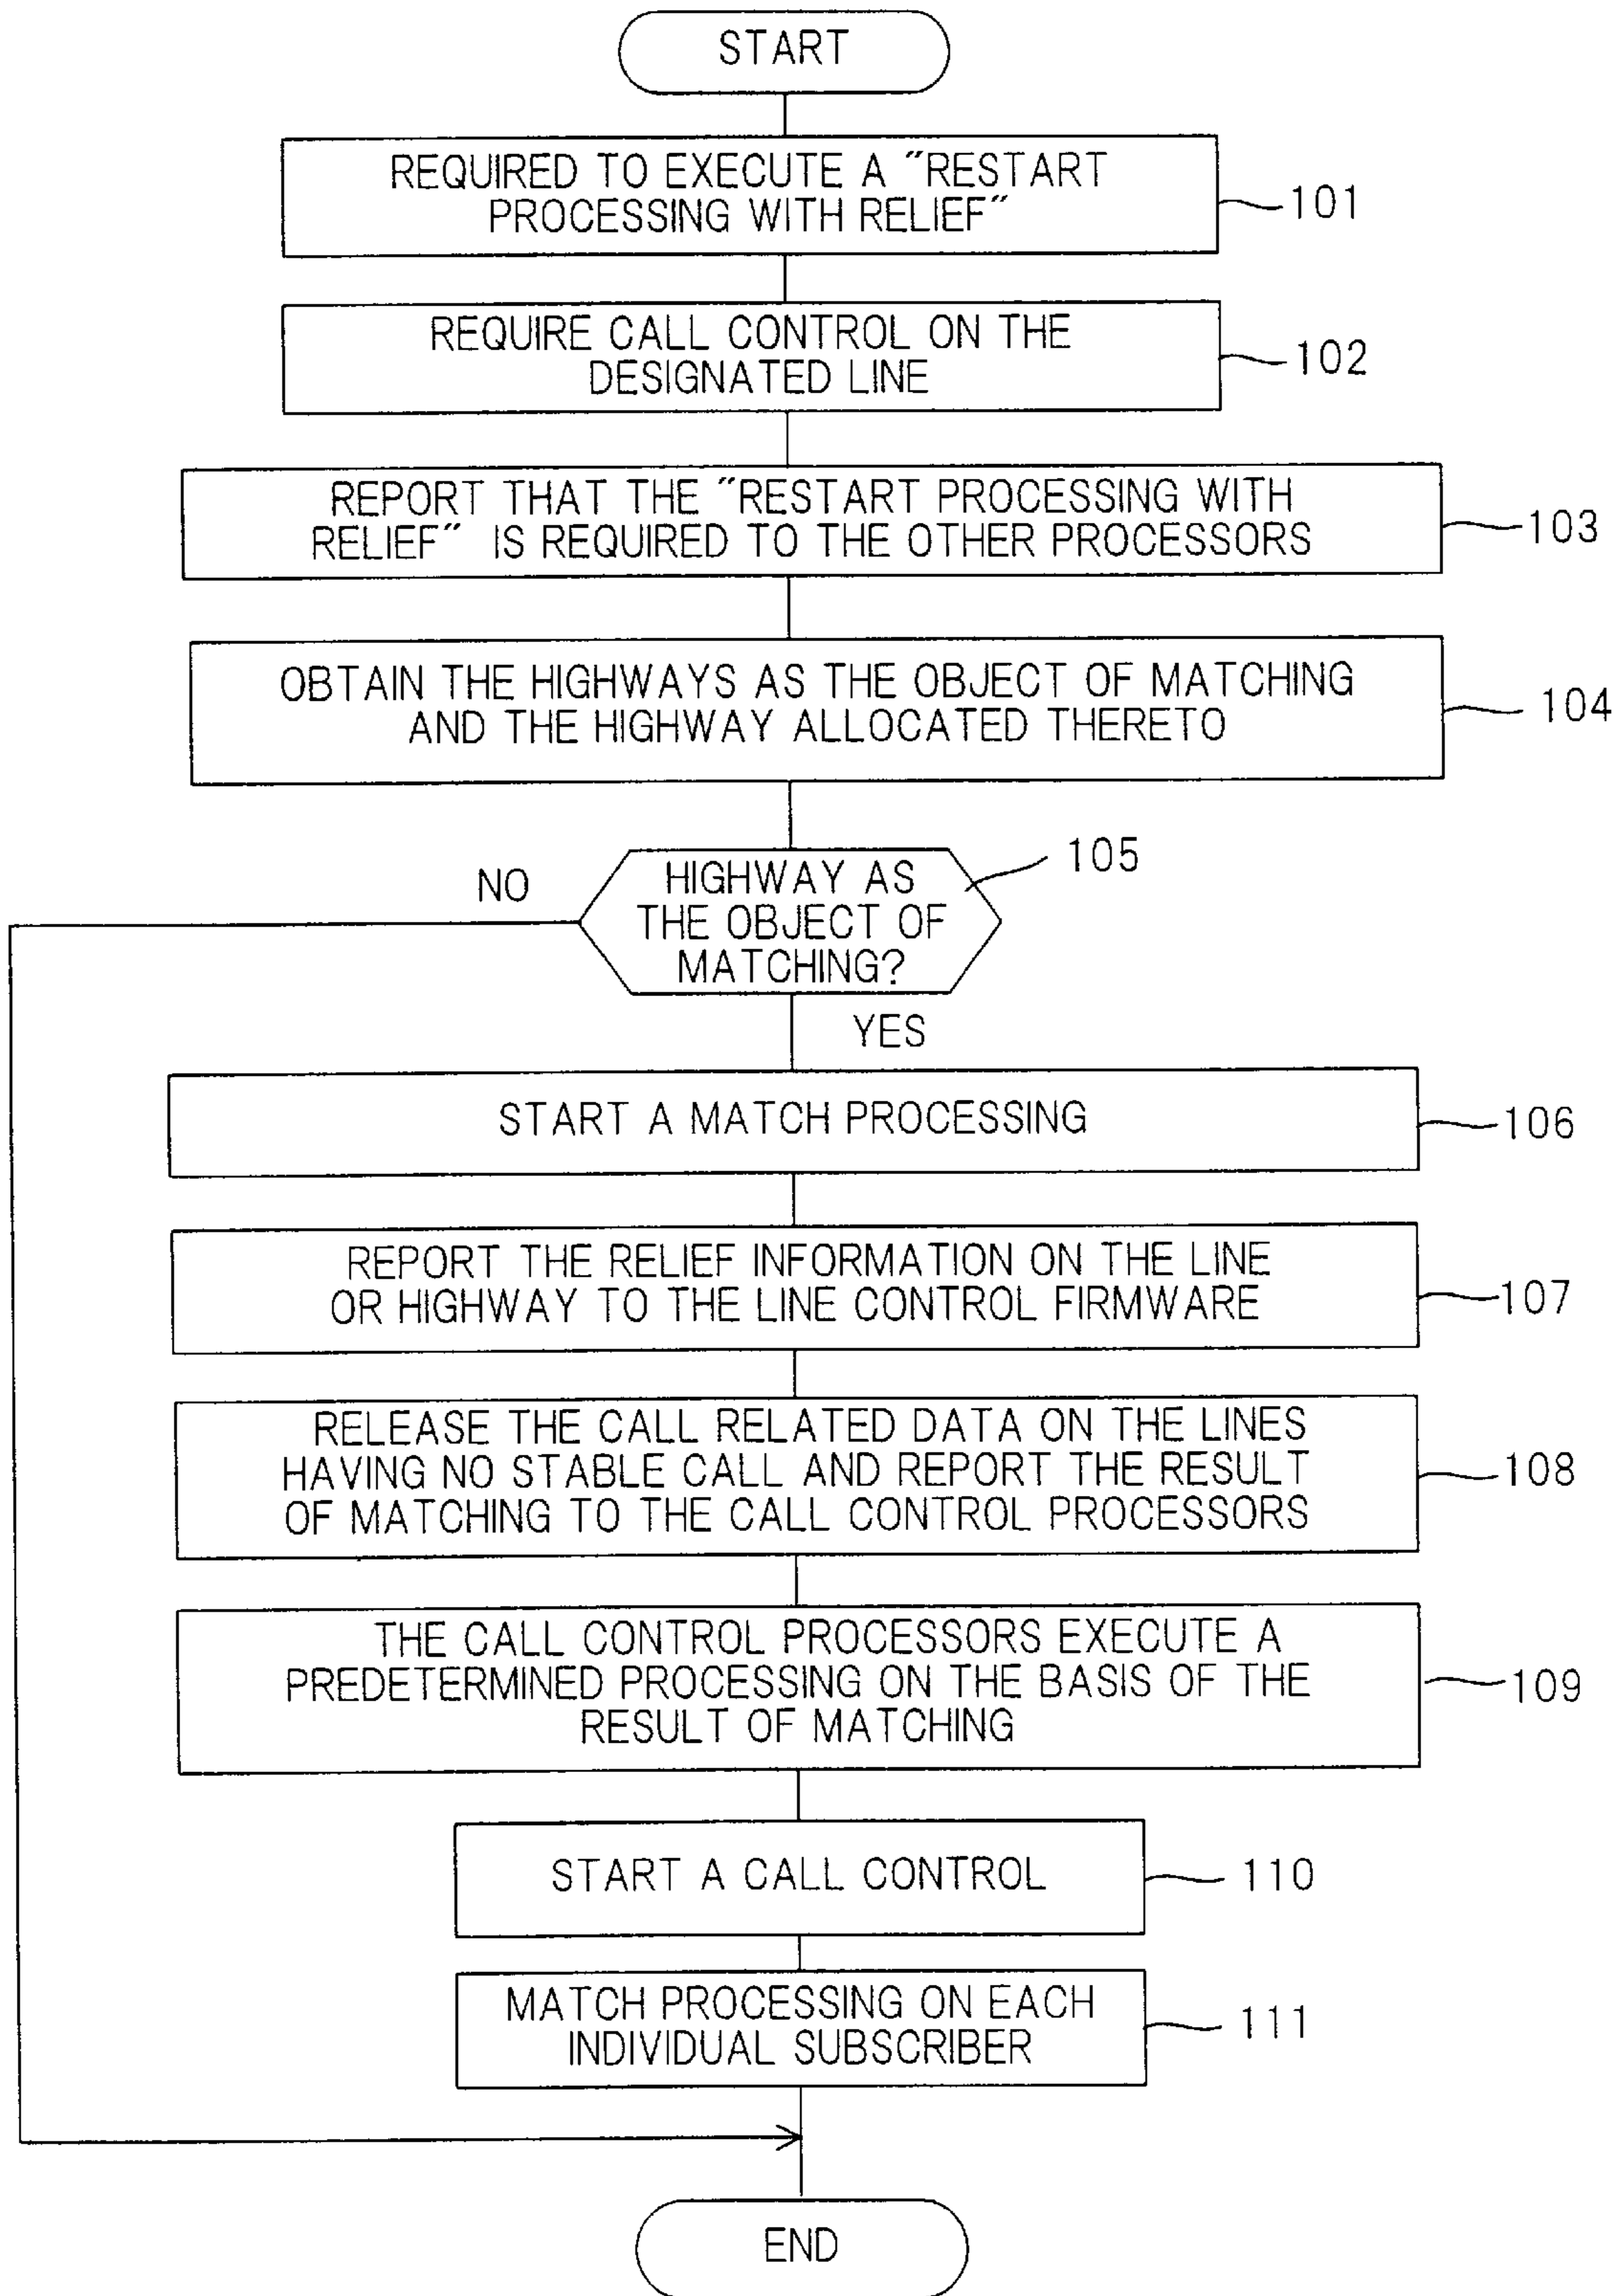 START
REQUIRED TO EXECUTE A "RESTART
PROCESSING WITH RELIEF"
101
REQUIRE CALL CONTROL ON THE
DESIGNATED LINE
102
REPORT THAT THE "RESTART PROCESSING WITH
RELIEF" IS REQUIRED TO THE OTHER PROCESSORS
103
OBTAIN THE HIGHWAYS AS THE OBJECT OF MATCHING
AND THE HIGHWAY ALLOCATED THERETO
104
HIGHWAY AS
THE OBJECT OF
MATCHING?
105
NO
YES
START A MATCH PROCESSING
106
REPORT THE RELIEF INFORMATION ON THE LINE
OR HIGHWAY TO THE LINE CONTROL FIRMWARE
107
RELEASE THE CALL RELATED DATA ON THE LINES
HAVING NO STABLE CALL AND REPORT THE RESULT
OF MATCHING TO THE CALL CONTROL PROCESSORS
108
THE CALL CONTROL PROCESSORS EXECUTE A
PREDETERMINED PROCESSING ON THE BASIS OF THE
RESULT OF MATCHING
109
START A CALL CONTROL
110
MATCH PROCESSING ON EACH
INDIVIDUAL SUBSCRIBER
111
END